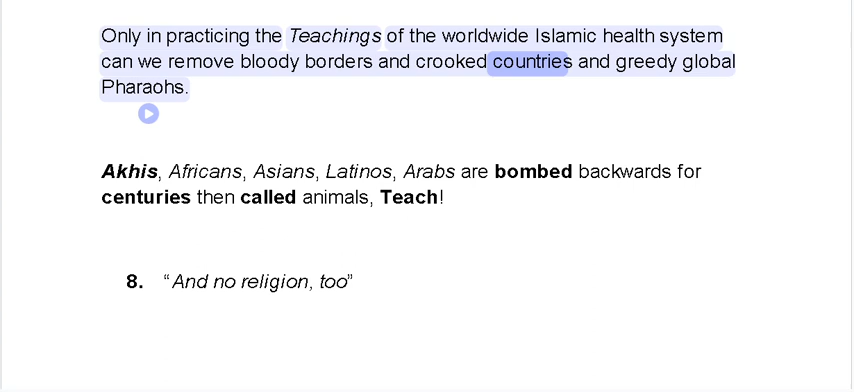 Only in practicing the Teachings of the worldwide Islamic health system
can we remove bloody borders and crooked countries and greedy global
Pharaohs.
Akhis, Africans, Asians, Latinos, Arabs are bombed backwards for
centuries then called animals, Teach!
8. “And no religion, too”